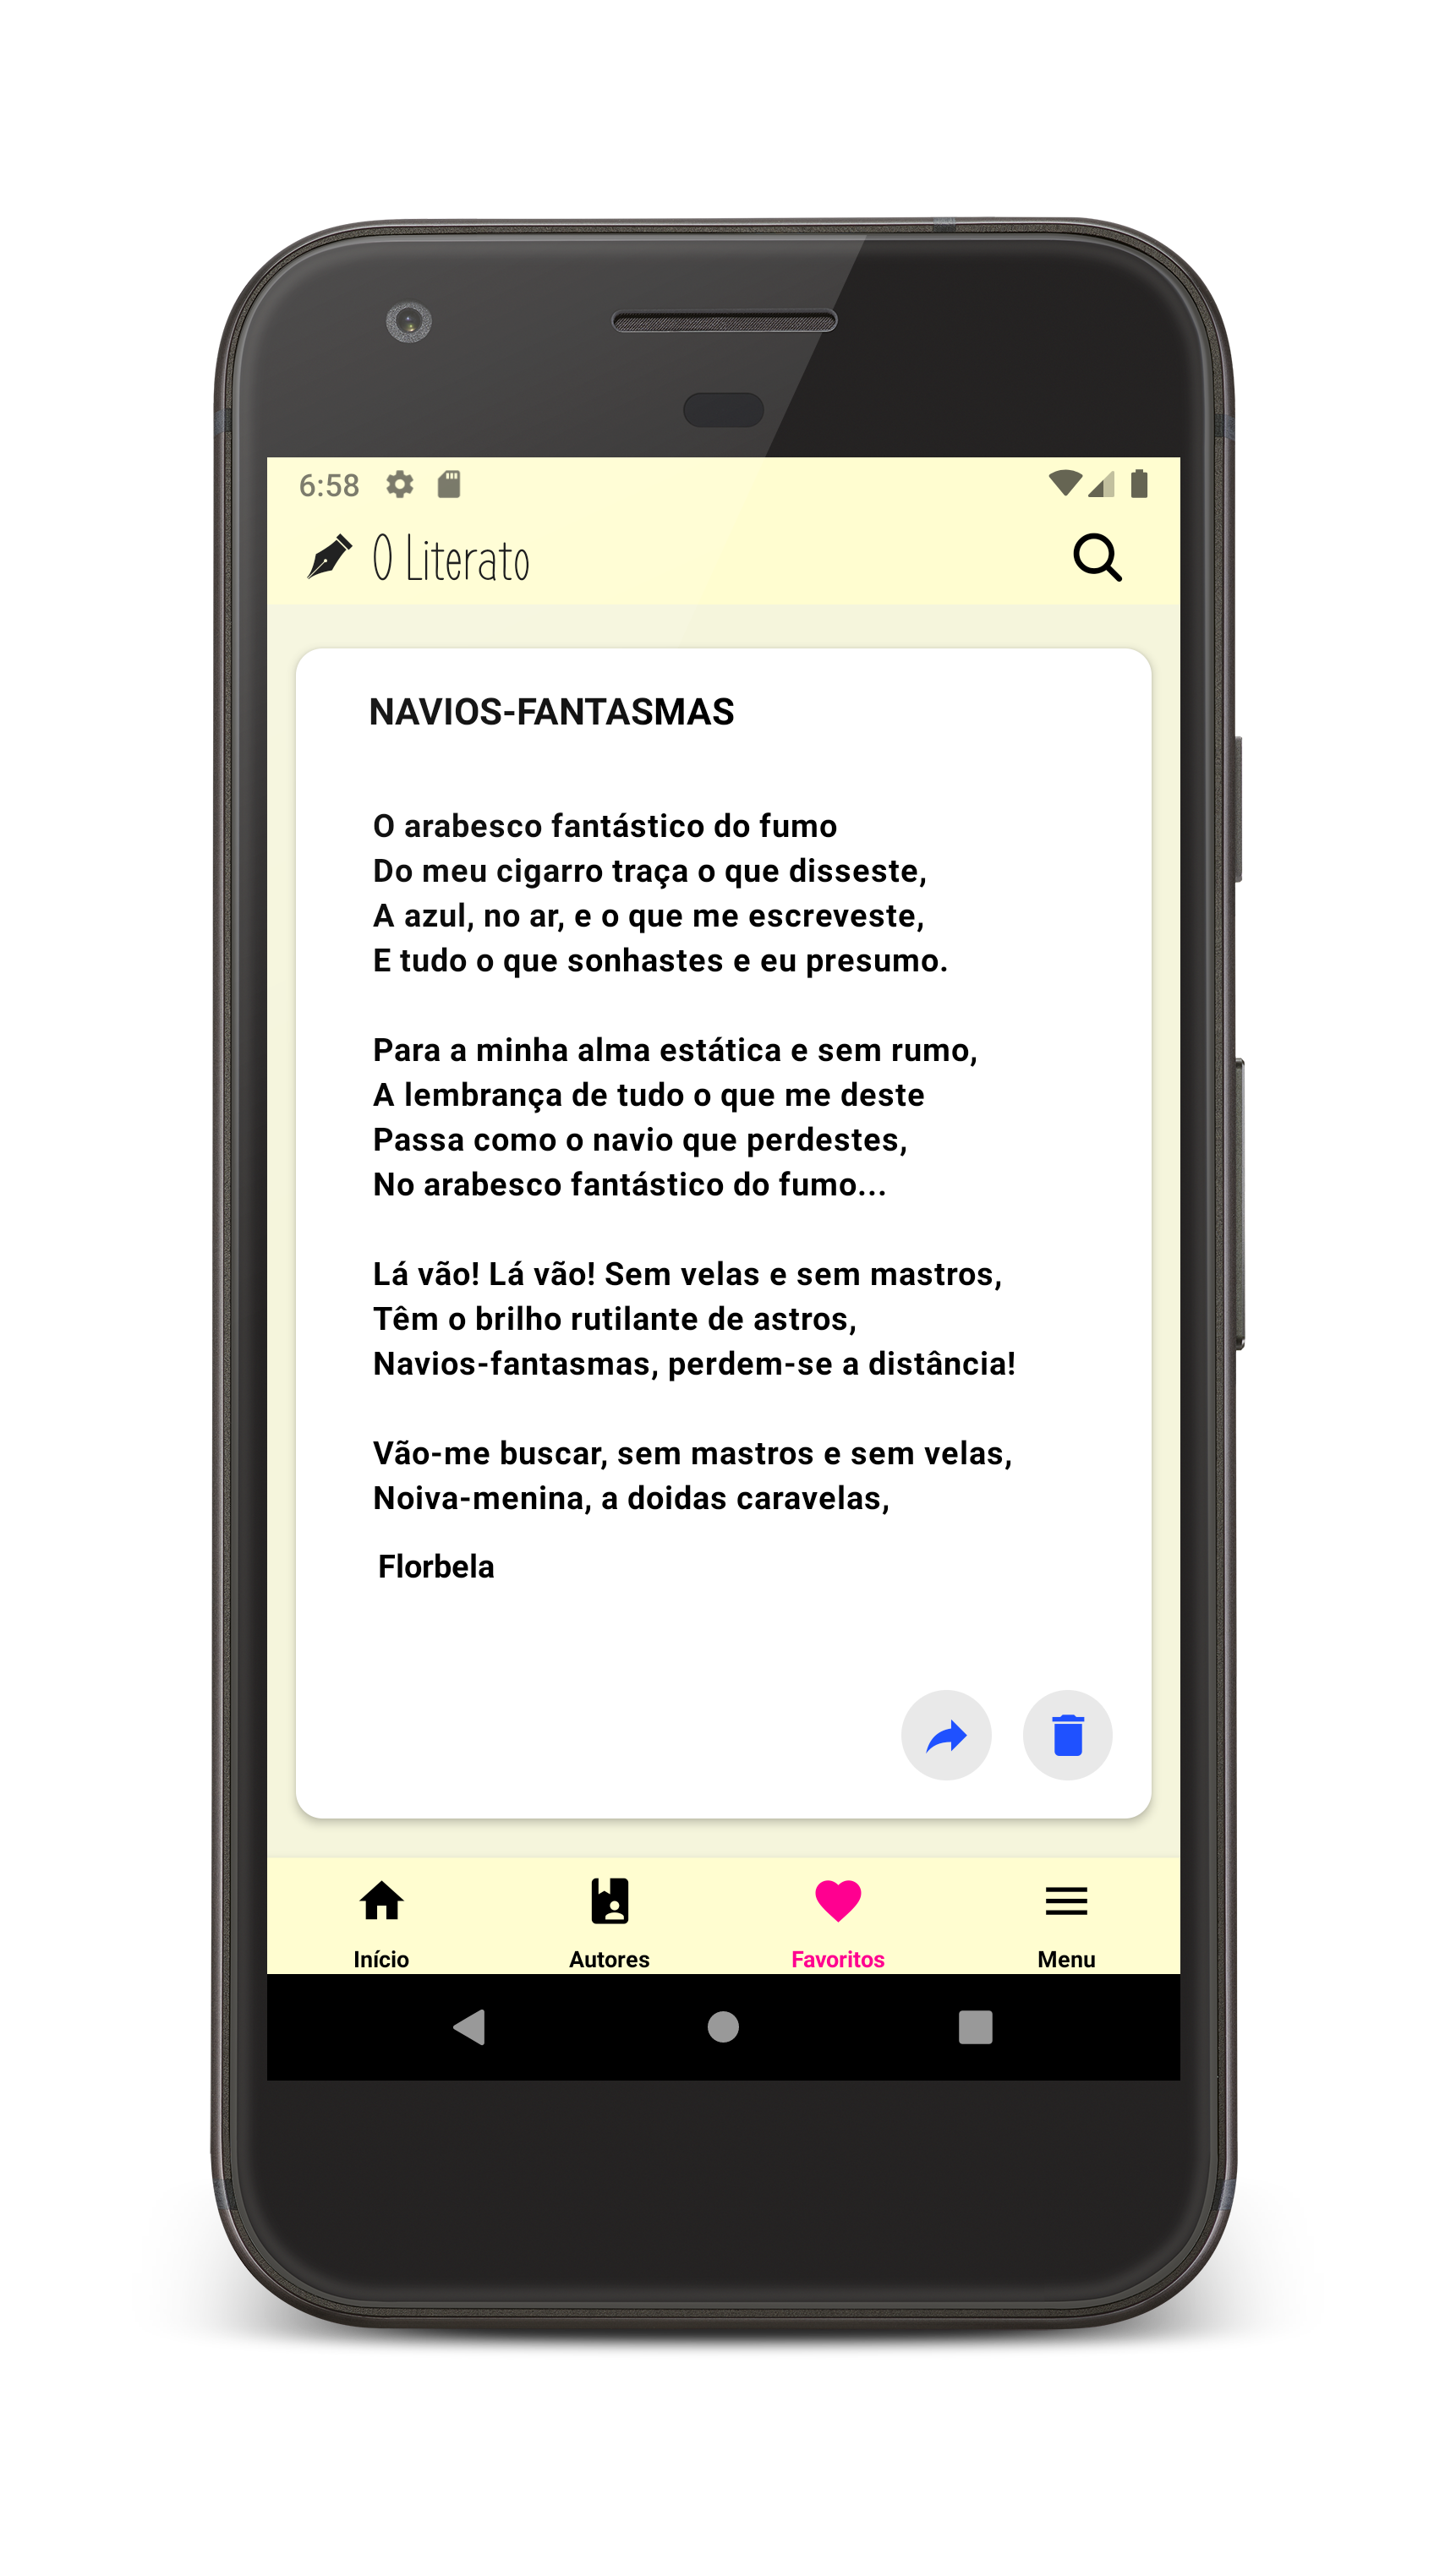 6:58
O Literato
NAVIOS-FANTASMAS
O arabesco fantástico do fumo
Do meu cigarro traça o que disseste,
A azul, no ar, e o que me escreveste,
E tudo o que sonhastes e eu presumo.
Para a minha alma estática e sem rumo,
A lembrança de tudo o que me deste
Passa como o navio que perdestes,
No arabesco fantástico do fumo...
Lá vão! Lá vão! Sem velas e sem mastros,
Têm o brilho rutilante de astros,
Navios-fantasmas, perdem-se a distância!
Vão-me buscar, sem mastros e sem velas,
Noiva-menina, a doidas caravelas,
Florbela
Início Autores Favoritos Menu